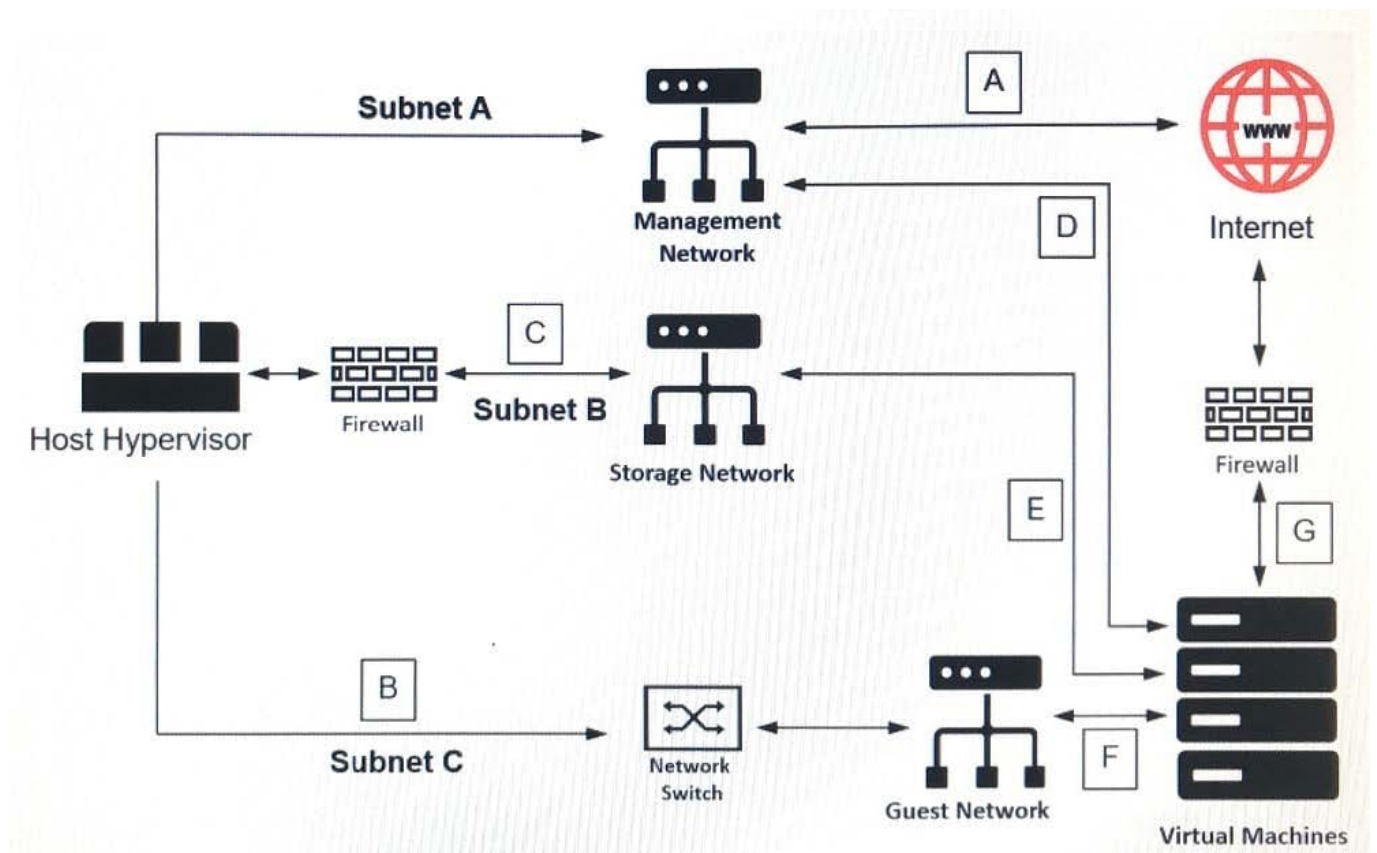 Subnet A
A
www
Management
Network
D
Internet
C
Subnet B
Host Hypervisor
Firewall
Storage Network
Firewall
E
G
B
Subnet C
Network
Switch
F
Guest Network
Virtual Machines